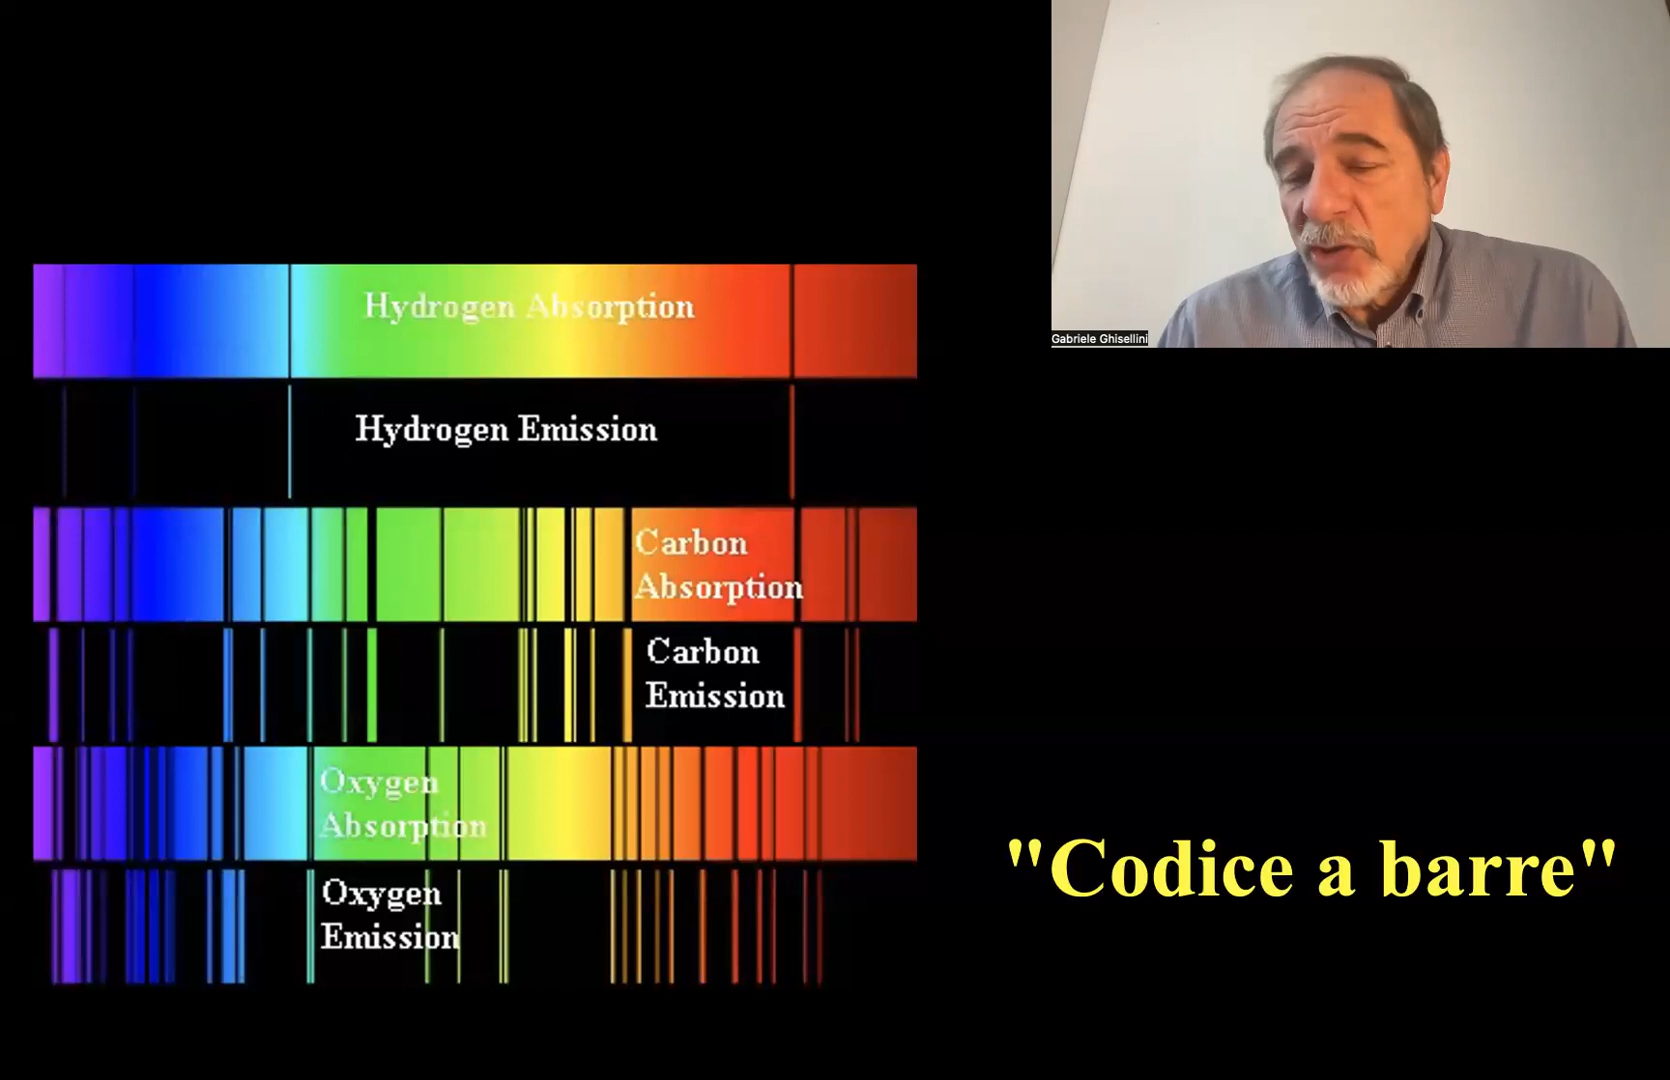 Gabriele Ghisellini
Hydrogen Absorption
Hydrogen Emission
Carbon
Absorption
Carbon
Emission
Oxygen
Absorption
Oxygen
Emission
"Codice a barre"